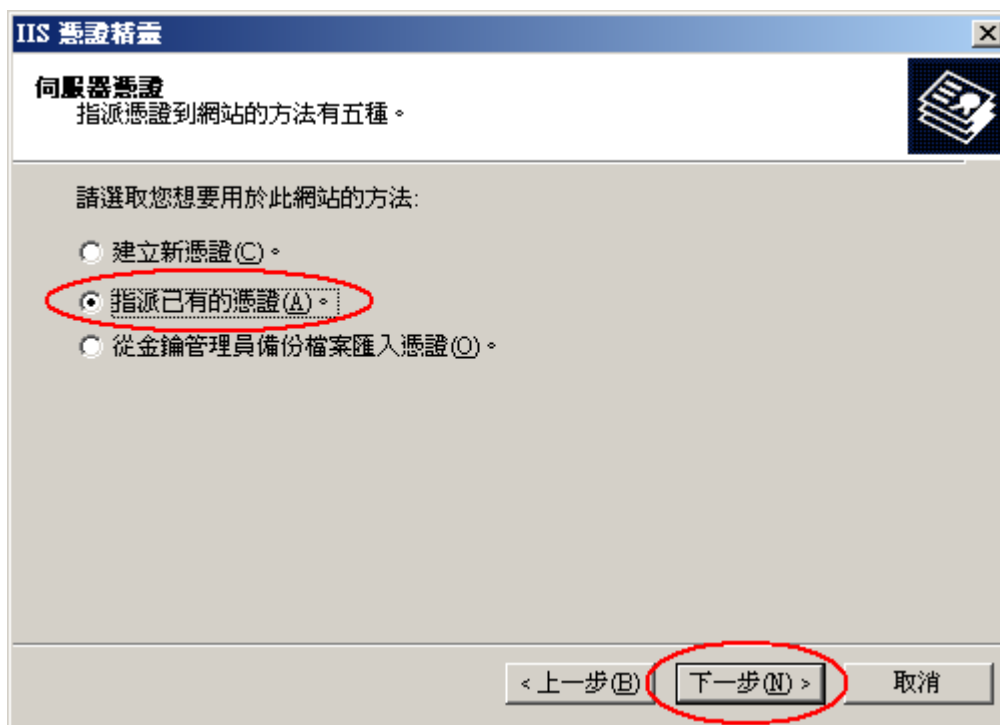 IIS 憑證精靈
伺服器憑證
指派憑證到網站的方法有五種。
請選取您想要用於此網站的方法:
建立新憑證(C)。
指派已有的憑證(A)。
從金鑰管理員備份檔案匯入憑證(O)。
< 上一步(B) 下一步(N) > 取消